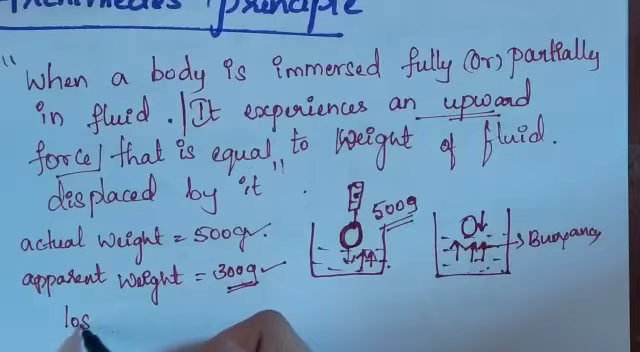 Archimedes' principle
"When a body is immersed fully (or) partially
in fluid. It experiences an upward
force that is equal to weight of fluid.
displaced by it".
500g
actual weight = 500gr.
Buoyancy
apparent weight = 300g
los